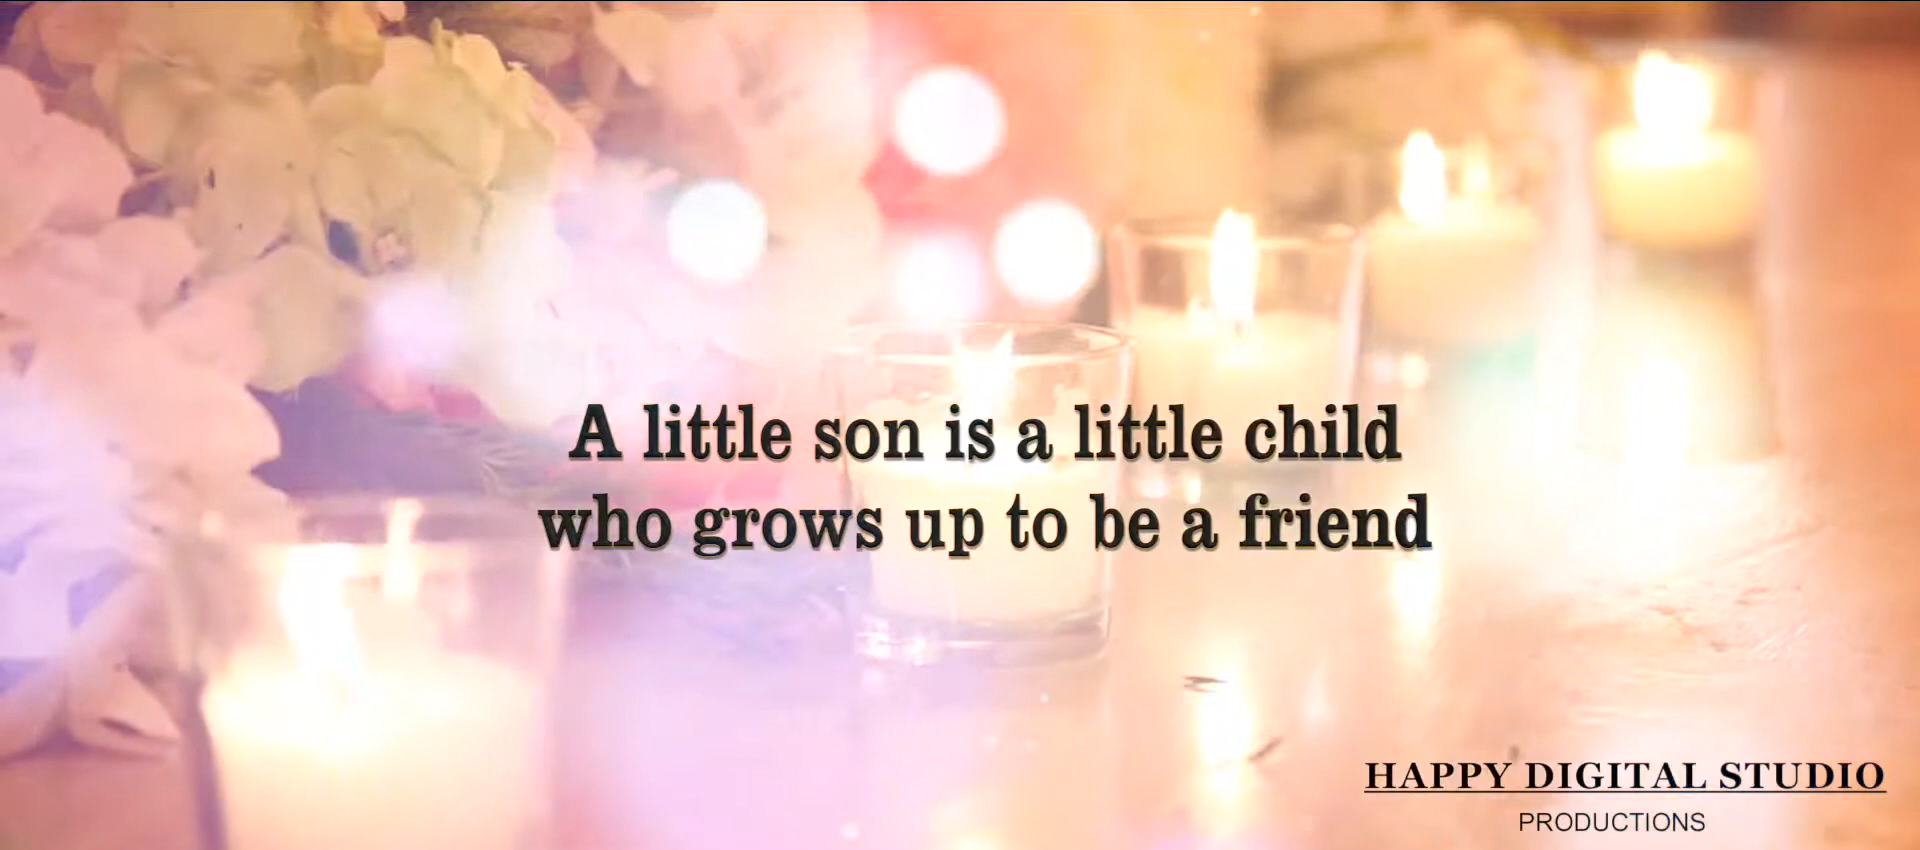 A little son is a little child
who grows up to be a friend
HAPPY DIGITAL STUDIO
PRODUCTIONS